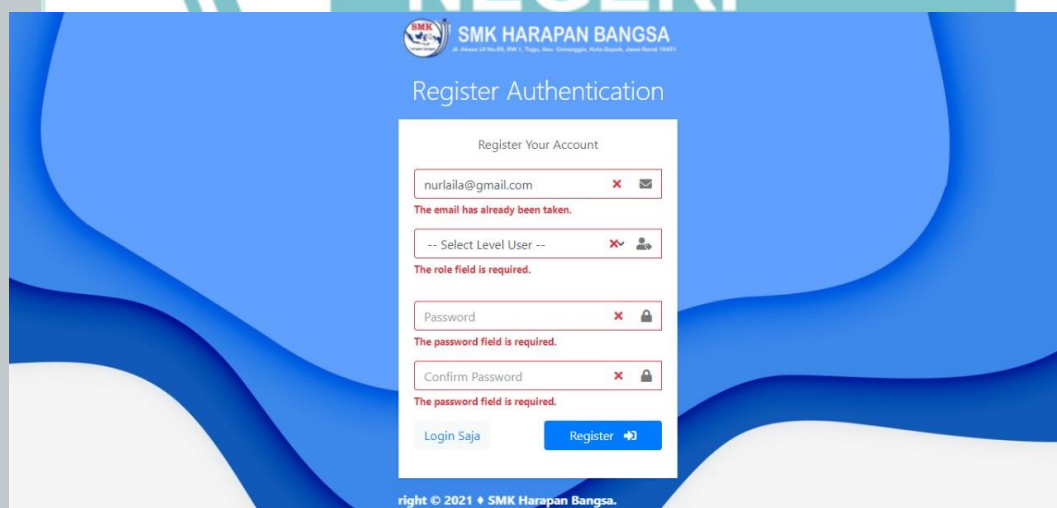 NEGERI
SMK
SMK HARAPAN BANGSA
Register Authentication
Register Your Account
nurlaila@gmail.com
The email has already been taken.
-- Select Level User --
The role field is required.
Password
The password field is required.
Confirm Password
The password field is required.
Login Saja
Register
right © 2021 ♦ SMK Harapan Bangsa.